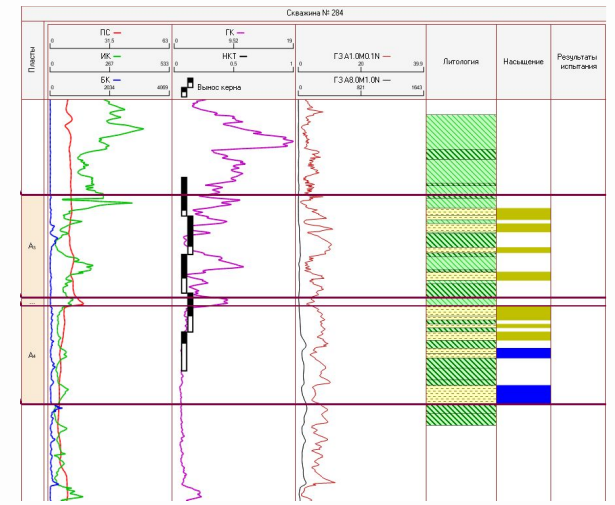 Скважина № 284
Пласты
ПС
0 31.5 63
ИК
0 267 533
БК
0 2034 4069
ГК
0 9.52 19
НКТ
0 0.5 1
Вынос керна
ГЗ A1.0M0.1N
0 20 39.9
ГЗ A8.0M1.0N
0 821 1643
Литология
Насыщение
Результаты
испытания
...
А₄